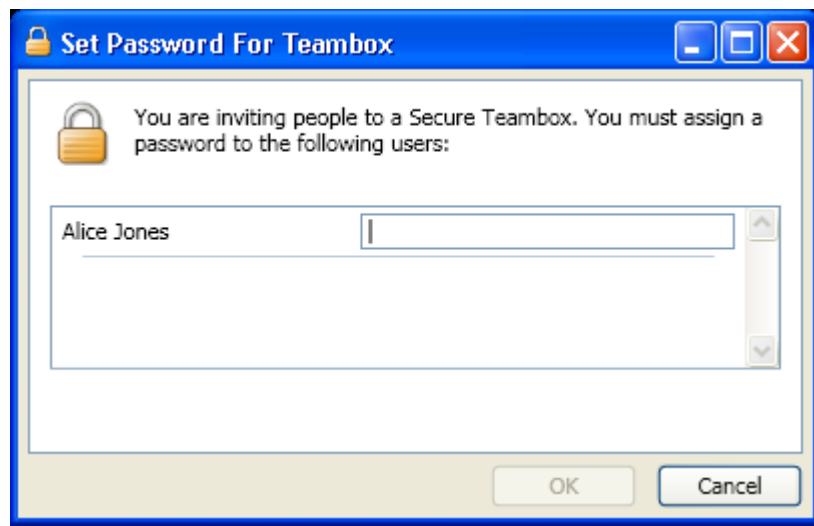 Set Password For Teambox
You are inviting people to a Secure Teambox. You must assign a
password to the following users:
Alice Jones
OK
Cancel